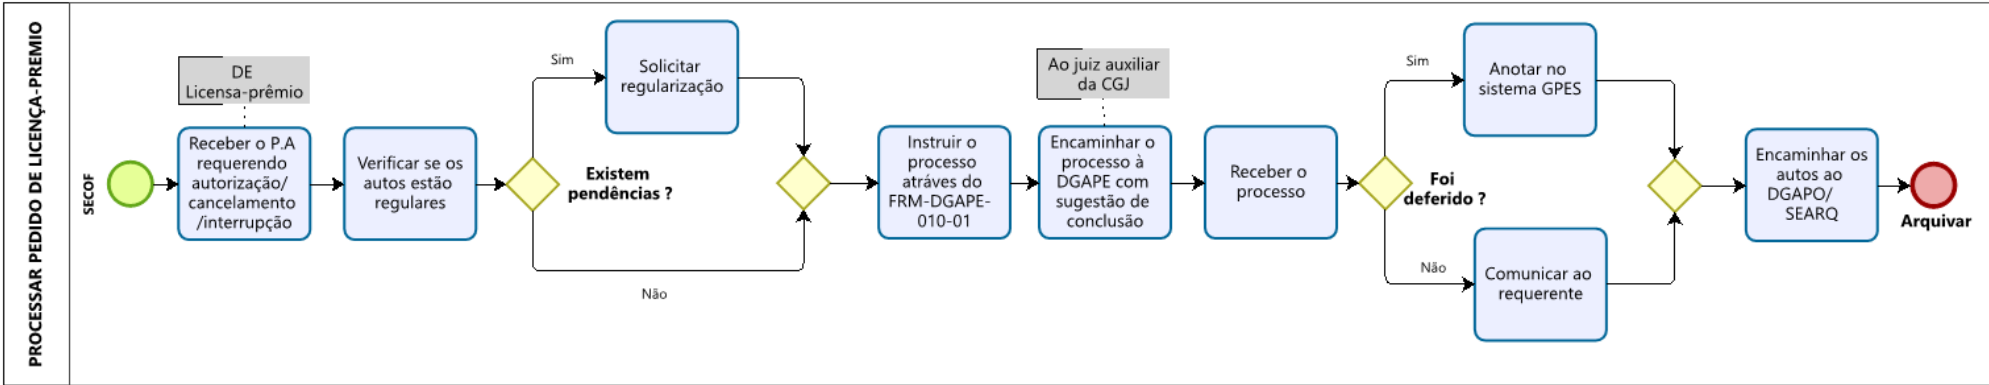 PROCESSAR PEDIDO DE LICENÇA-PREMIO
SECOF
DE
Licensa-prêmio
Receber o P.A
requerendo
autorização/
cancelamento
/interrupção
Verificar se os
autos estão
regulares
Existem
pendências ?
Sim
Solicitar
regularização
Não
Instruir o
processo
atráves do
FRM-DGAPE-
010-01
Ao juiz auxiliar
da CGJ
Encaminhar o
processo à
DGAPE com
sugestão de
conclusão
Receber o
processo
Foi
deferido ?
Sim
Anotar no
sistema GPES
Não
Comunicar ao
requerente
Encaminhar os
autos ao
DGAPO/
SEARQ
Arquivar